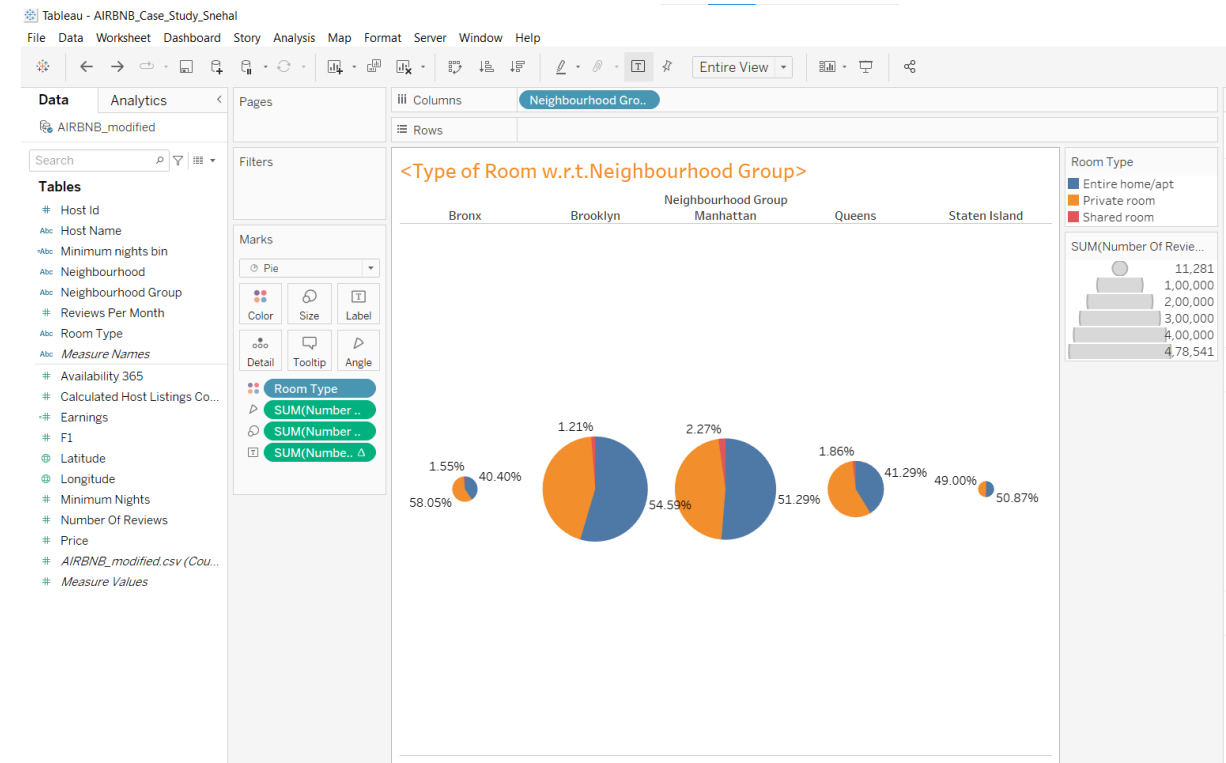 Tableau - AIRBNB_Case_Study_Snehal
File Data Worksheet Dashboard Story Analysis Map Format Server Window Help
Entire View
Data Analytics
AIRBNB_modified
Search
Tables
# Host Id
Abc Host Name
Abc Minimum nights bin
Abc Neighbourhood
Abc Neighbourhood Group
# Reviews Per Month
Abc Room Type
Abc Measure Names
# Availability 365
# Calculated Host Listings Co...
# Earnings
# F1
Latitude
Longitude
# Minimum Nights
# Number Of Reviews
# Price
# AIRBNB_modified.csv (Cou...
# Measure Values
Pages
Filters
Marks
Pie
Color Size Label
Detail Tooltip Angle
Room Type
SUM(Number ..
SUM(Number ..
SUM(Numbe.. Δ
Columns Neighbourhood Gro..
Rows
<Type of Room w.r.t.Neighbourhood Group>
Neighbourhood Group
Bronx Brooklyn Manhattan Queens Staten Island
1.21% 2.27%
1.86%
1.55% 40.40% 41.29% 49.00%
58.05% 54.59% 51.29% 50.87%
Room Type
Entire home/apt
Private room
Shared room
SUM(Number Of Revie...
11,281
1,00,000
2,00,000
3,00,000
4,00,000
4,78,541